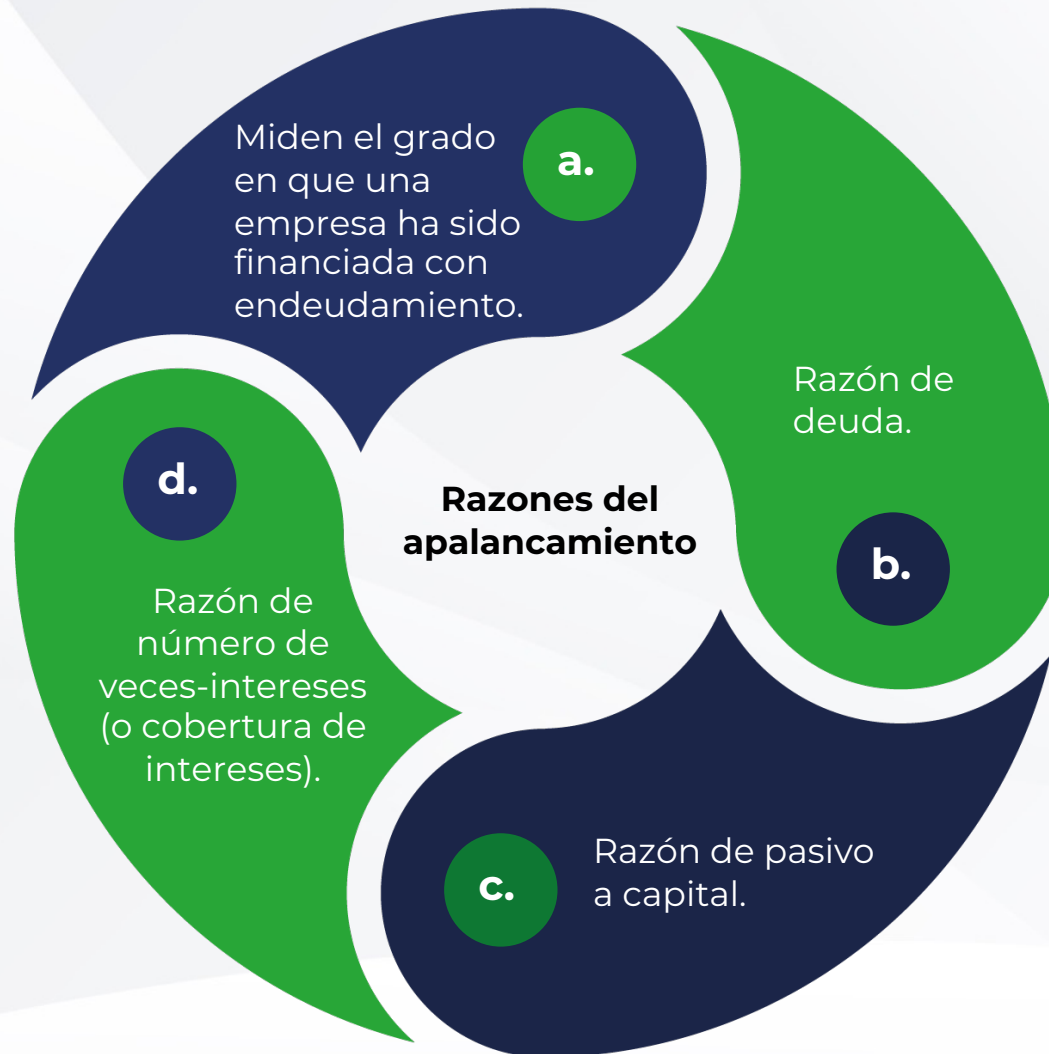 Miden el grado
en que una
empresa ha sido
financiada con
endeudamiento.
a.
Razón de
deuda.
b.
Razones del
apalancamiento
c.
Razón de pasivo
a capital.
d.
Razón de
número de
veces-intereses
(o cobertura de
intereses).